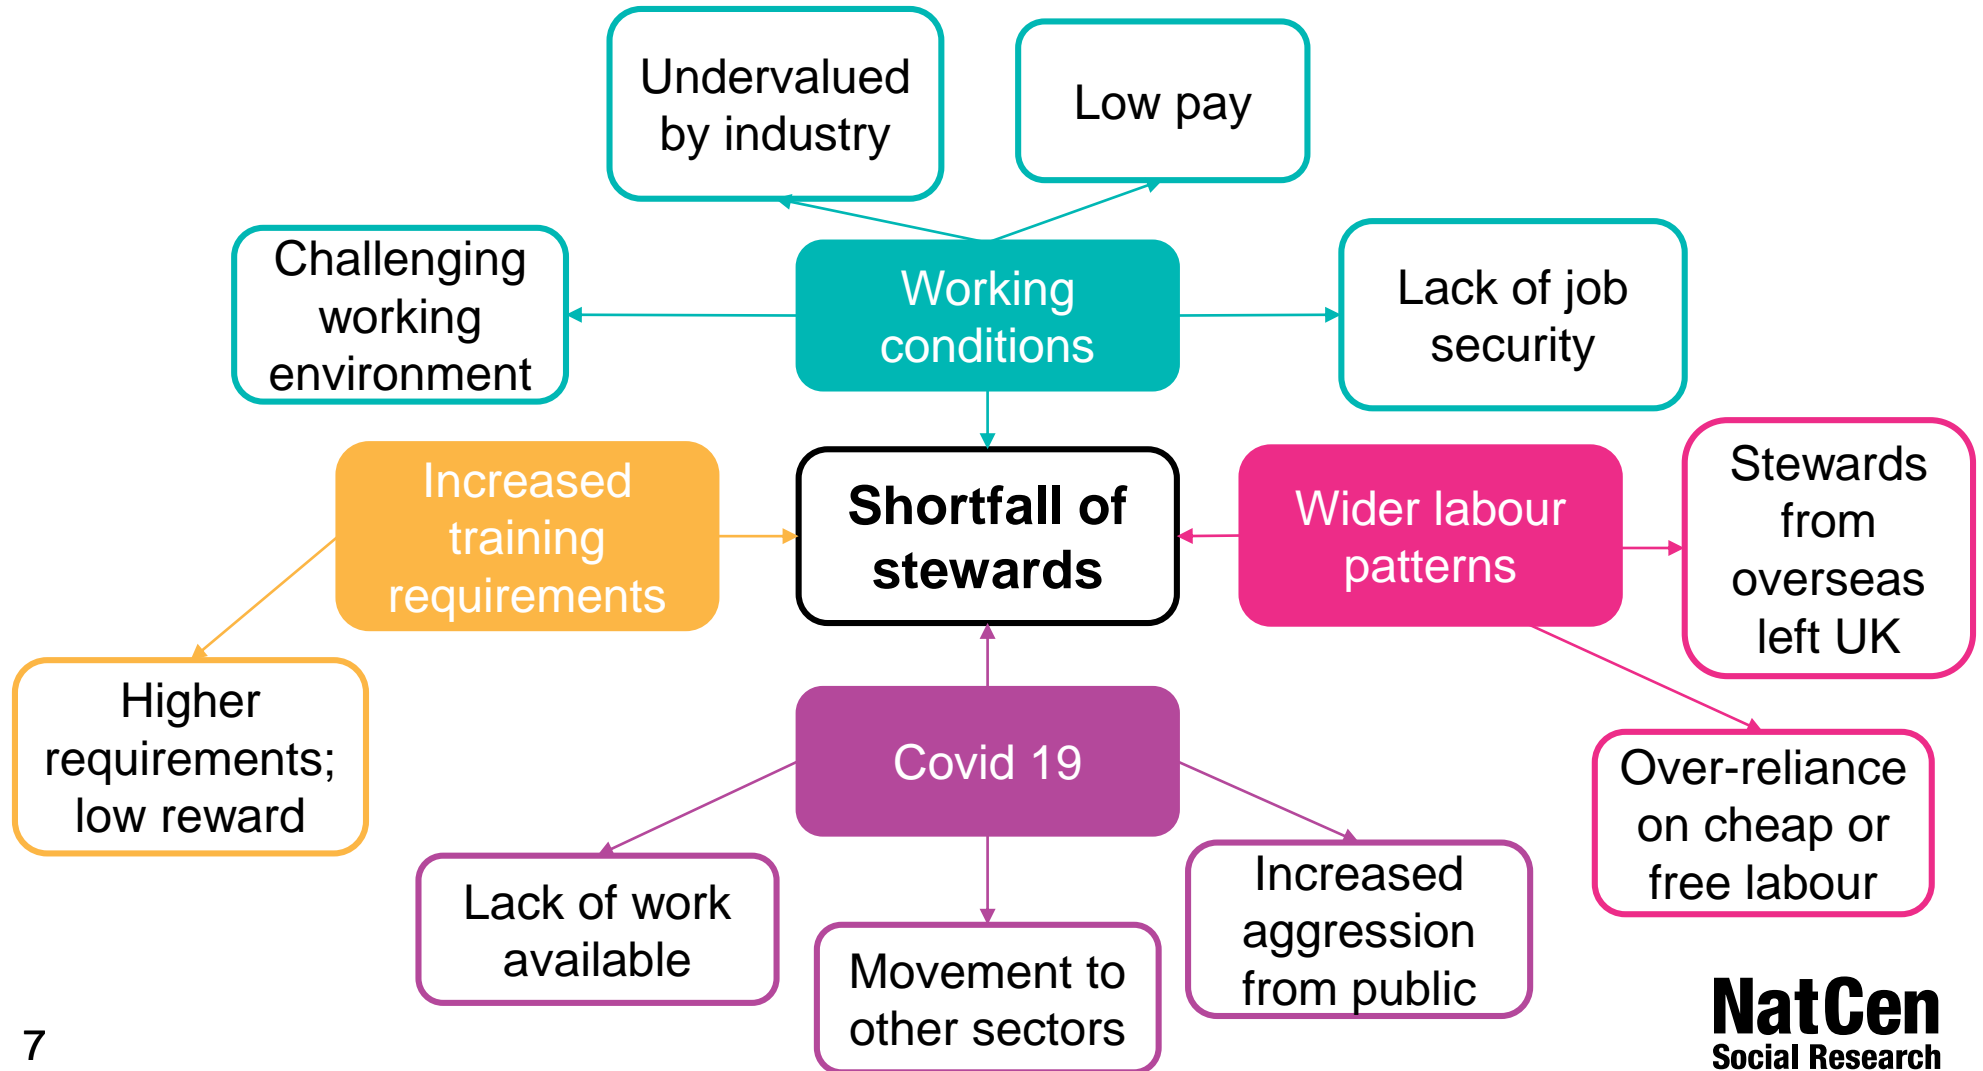 Undervalued
by industry
Low pay
Challenging
working
environment
Working
conditions
Lack of job
security
Increased
training
requirements
Shortfall of
stewards
Wider labour
patterns
Stewards
from
overseas
left UK
Higher
requirements;
low reward
Covid 19
Over-reliance
on cheap or
free labour
Lack of work
available
Movement to
other sectors
Increased
aggression
from public
7
NatCen
Social Research